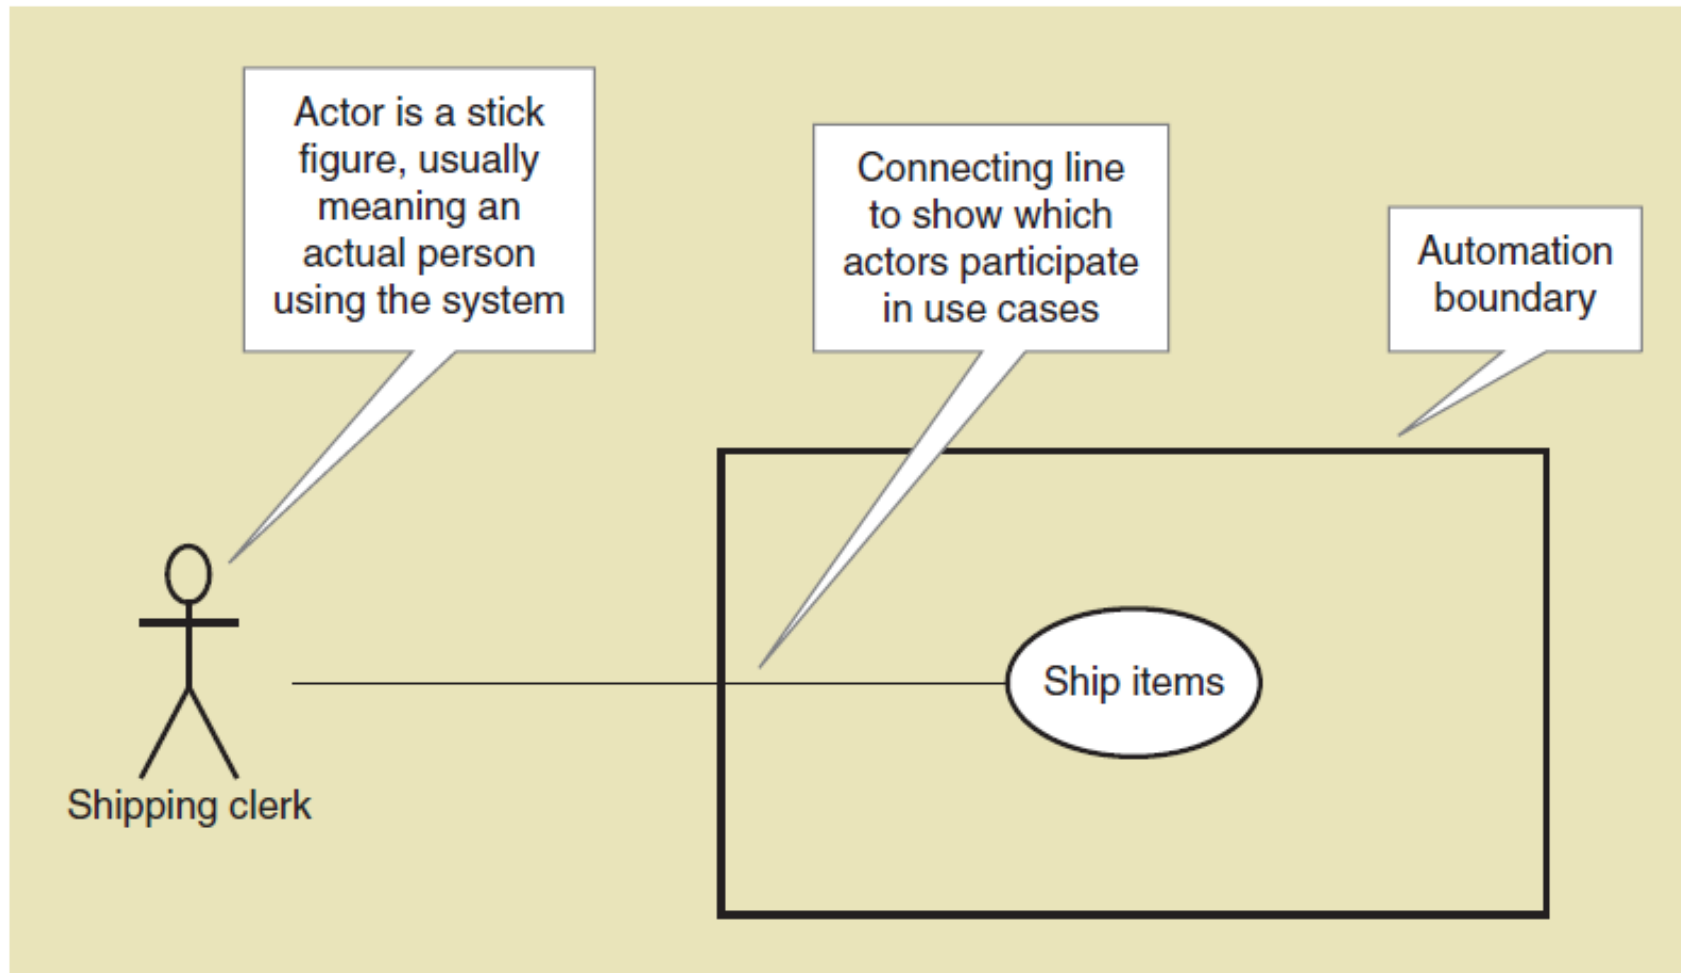 Actor is a stick
figure, usually
meaning an
actual person
using the system
Connecting line
to show which
actors participate
in use cases
Automation
boundary
Ship items
Shipping clerk